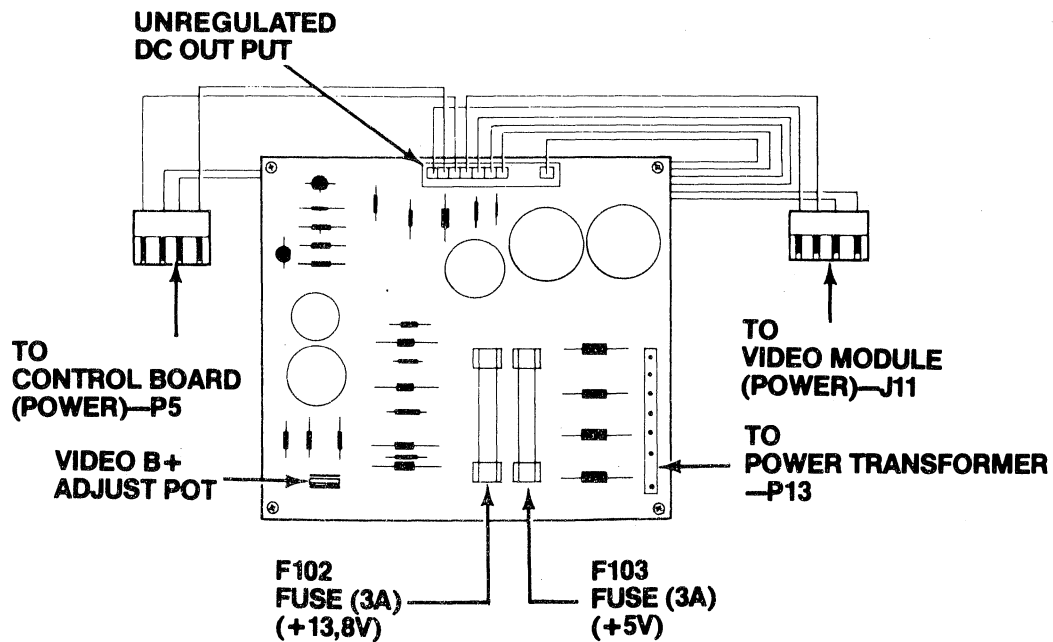 UNREGULATED
DC OUT PUT
TO
CONTROL BOARD
(POWER)—P5
TO
VIDEO MODULE
(POWER)—J11
VIDEO B+
ADJUST POT
TO
POWER TRANSFORMER
—P13
F102
FUSE (3A)
(+13,8V)
F103
FUSE (3A)
(+5V)